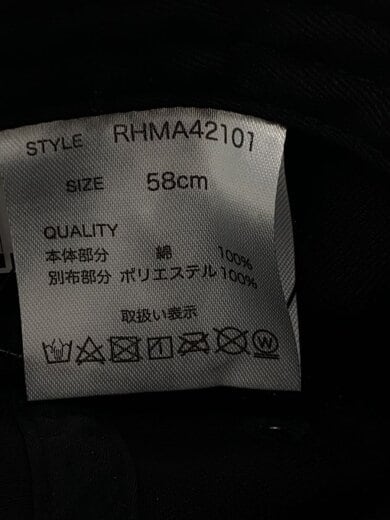 STYLE RHMA42101
SIZE 58cm
QUALITY
本体部分 綿 100%
別布部分 ポリエステル 100%
取扱い表示
W